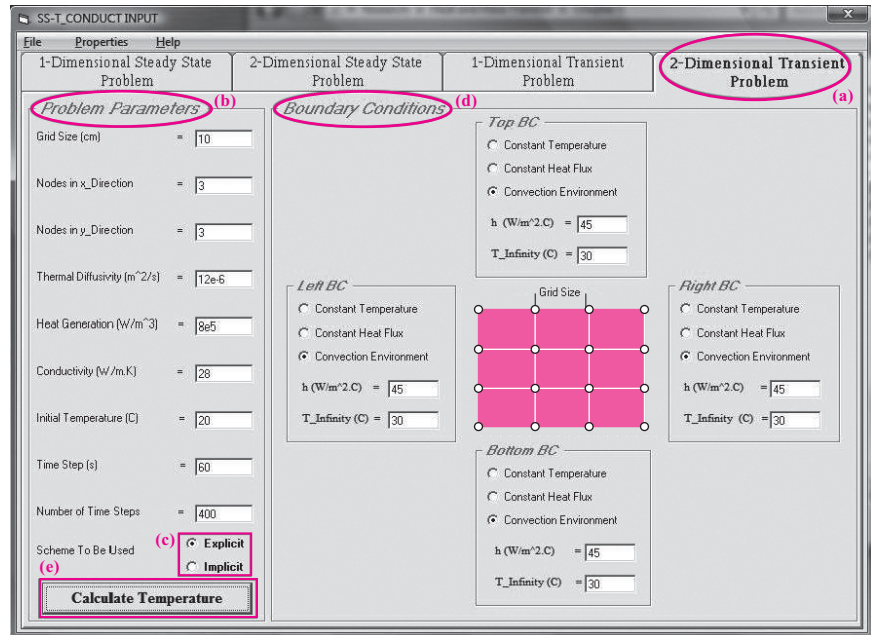 SS-T_CONDUCT INPUT
File Properties Help
1-Dimensional Steady State
Problem
2-Dimensional Steady State
Problem
1-Dimensional Transient
Problem
2-Dimensional Transient
Problem
(a)
Problem Parameters
(b)
Grid Size (cm) = 10
Nodes in x_Direction = 3
Nodes in y_Direction = 3
Thermal Diffusivity (m^2/s) = 12e-6
Heat Generation (W/m^3) = 8e5
Conductivity (W/m.K) = 28
Initial Temperature (C) = 20
Time Step (s) = 60
Number of Time Steps = 400
Scheme To Be Used
(c)
Explicit
Implicit
(e)
Calculate Temperature
Boundary Conditions
(d)
Top BC
Constant Temperature
Constant Heat Flux
Convection Environment
h (W/m^2.C) = 45
T_Infinity (C) = 30
Left BC
Constant Temperature
Constant Heat Flux
Convection Environment
h (W/m^2.C) = 45
T_Infinity (C) = 30
Grid Size
Right BC
Constant Temperature
Constant Heat Flux
Convection Environment
h (W/m^2.C) = 45
T_Infinity (C) = 30
Bottom BC
Constant Temperature
Constant Heat Flux
Convection Environment
h (W/m^2.C) = 45
T_Infinity (C) = 30